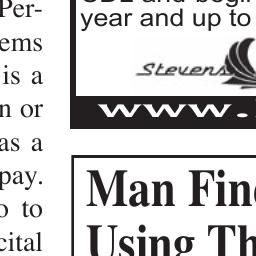 Per-
ems
is a
n or
as a
pay.
o to
cital
year and up to
Stevens
www.
Man Fin
Using Th